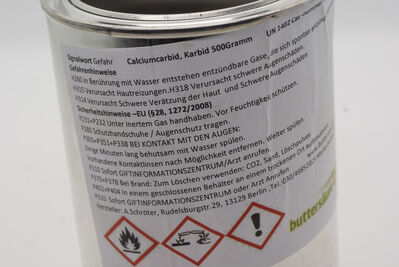 Calciumcarbid, Karbid 500Gramm
UN 1402 Cas
Signalwort Gefahr
Gefahrenhinweise
H260 in Berührung mit Wasser entstehen entzündbare Gase, die sich spontan
H315 Verursacht Hautreizungen.H318 Verursacht schwere Augenschäden
H314 Verursacht Schwere Verätzung der Haut und Schwere Augenschäden.
Sicherheitshinweise –EU (§28, 1272/2008)
P231+P232 Unter inertem Gas handhaben. Vor Feuchtigkeit schützen.
P280 Schutzhandschuhe / Augenschutz tragen.
P305+P351+P338 BEI KONTAKT MIT DEN AUGEN:
Einige Minuten lang behutsam mit Wasser spülen.
Vorhandene Kontaktlinsen nach Möglichkeit entfernen. Weiter spülen.
P310 Sofort GIFTINFORMATIONSZENTRUM/Arzt anrufen.
P370+P378 Bei Brand: Zum Löschen verwenden: CO2, Sand, Löschpulver.
P402+P404 in einem geschlossenen Behälter an einem trockenen Ort aufbewahren.
P310 Sofort GIFTINFORMATIONSZENTRUM oder Arzt Anrufen
Hersteller: A.Schröter, Rudelsburgstr.29, 13129 Berlin .Tel.:030/49852002
buttersäure